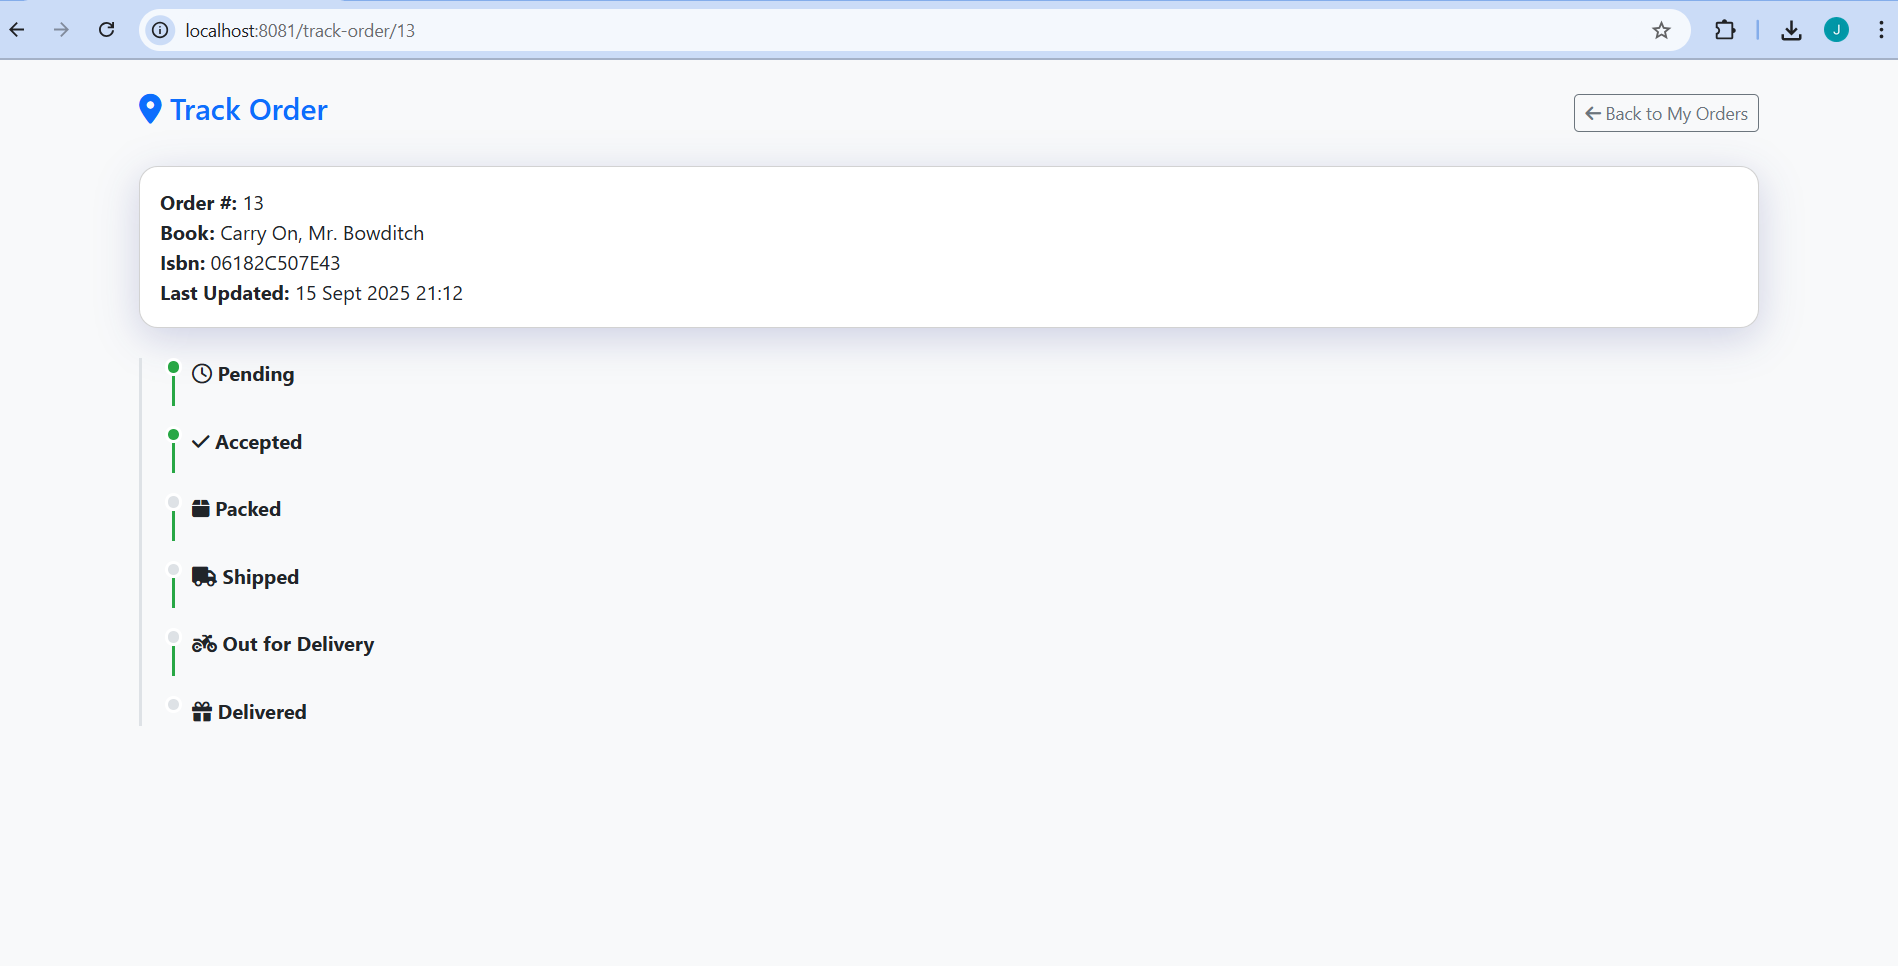 localhost:8081/track-order/13
J
Track Order
Back to My Orders
Order #: 13
Book: Carry On, Mr. Bowditch
Isbn: 06182C507E43
Last Updated: 15 Sept 2025 21:12
Pending
Accepted
Packed
Shipped
Out for Delivery
Delivered